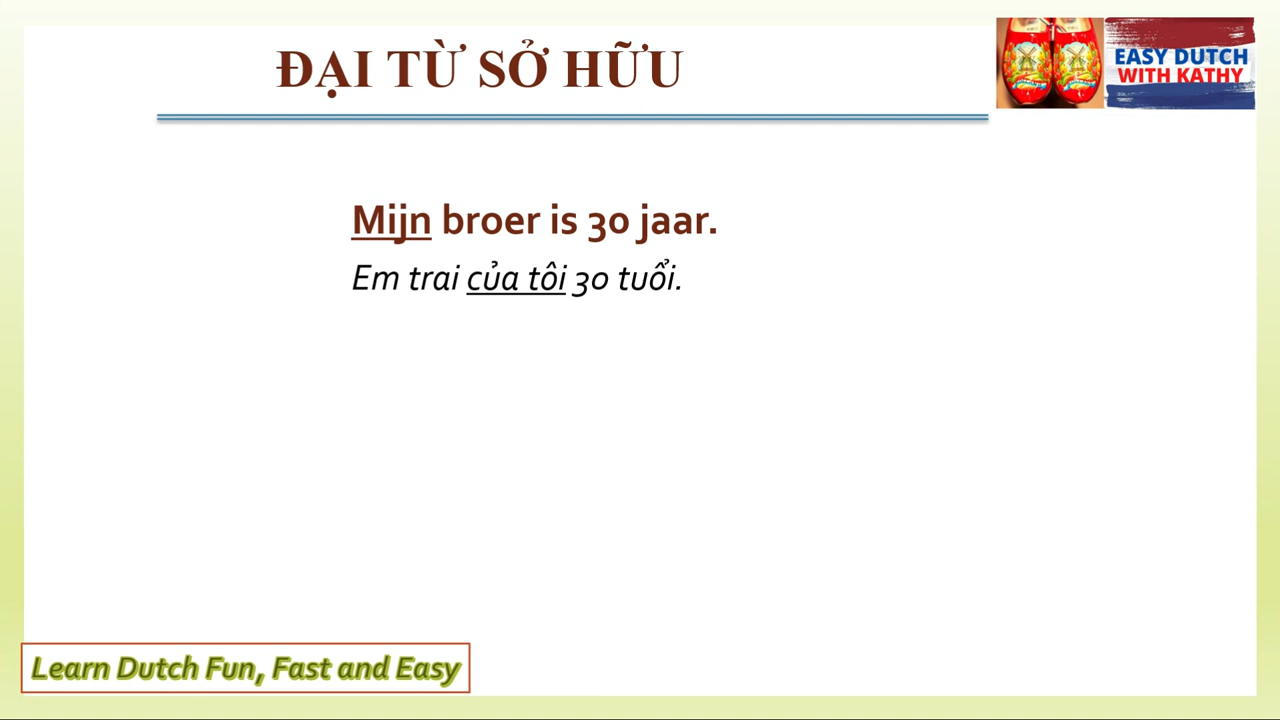 ĐẠI TỪ SỞ HỮU
EASY DUTCH
WITH KATHY
Mijn broer is 30 jaar.
Em trai của tôi 30 tuổi.
Learn Dutch Fun, Fast and Easy